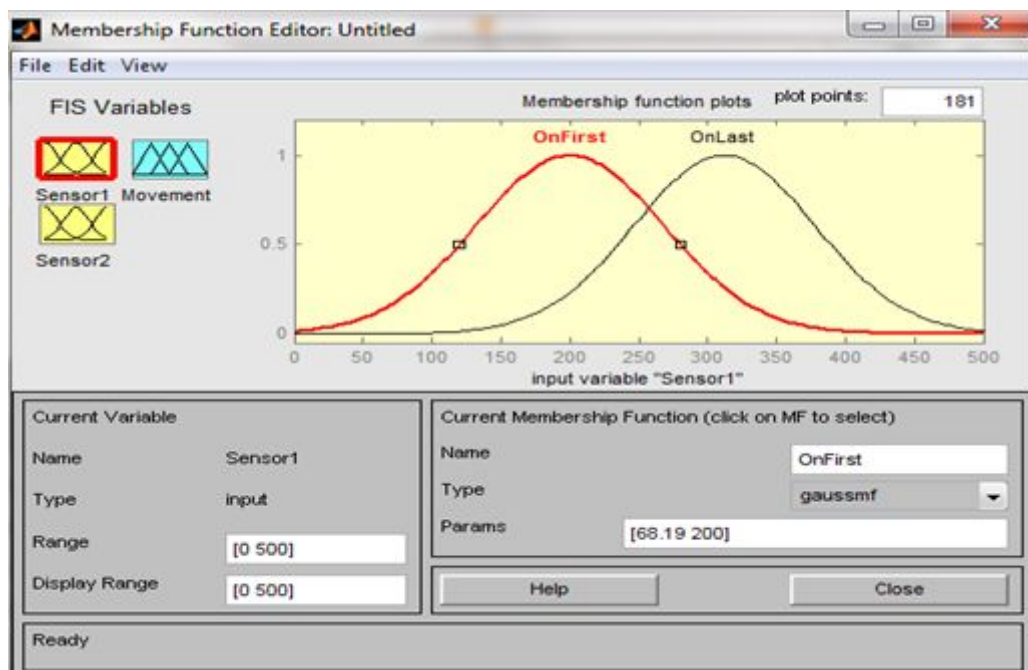 Membership Function Editor: Untitled
File Edit View
FIS Variables
Sensor1 Movement
Sensor2
Membership function plots
plot points: 181
OnFirst OnLast
1
0.5
0
0 50 100 150 200 250 300 350 400 450 500
input variable "Sensor1"
Current Variable
Name Sensor1
Type input
Range [0 500]
Display Range [0 500]
Current Membership Function (click on MF to select)
Name OnFirst
Type gaussmf
Params [68.19 200]
Help Close
Ready